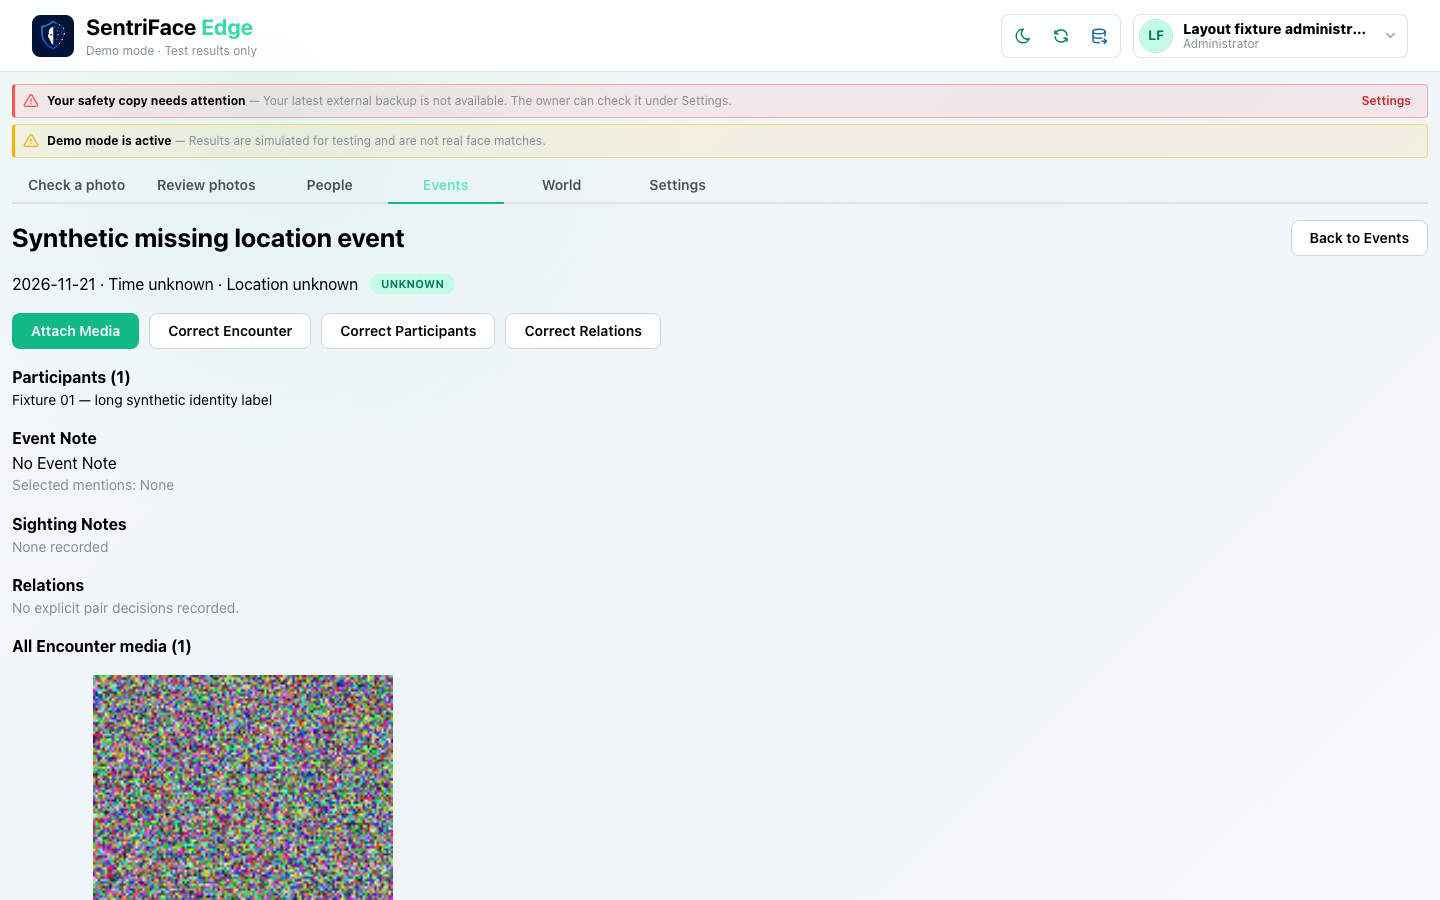 SentriFace Edge
Demo mode · Test results only
LF
Layout fixture administr...
Administrator
Your safety copy needs attention — Your latest external backup is not available. The owner can check it under Settings.
Settings
Demo mode is active — Results are simulated for testing and are not real face matches.
Check a photo
Review photos
People
Events
World
Settings
Synthetic missing location event
Back to Events
2026-11-21 · Time unknown · Location unknown
UNKNOWN
Attach Media
Correct Encounter
Correct Participants
Correct Relations
Participants (1)
Fixture 01 — long synthetic identity label
Event Note
No Event Note
Selected mentions: None
Sighting Notes
None recorded
Relations
No explicit pair decisions recorded.
All Encounter media (1)